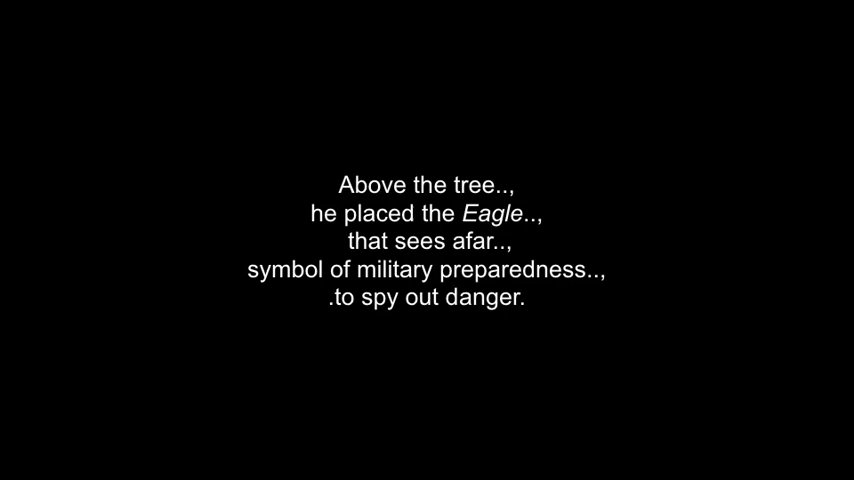 Above the tree..,
he placed the Eagle..,
that sees afar..,
symbol of military preparedness..,
.to spy out danger.